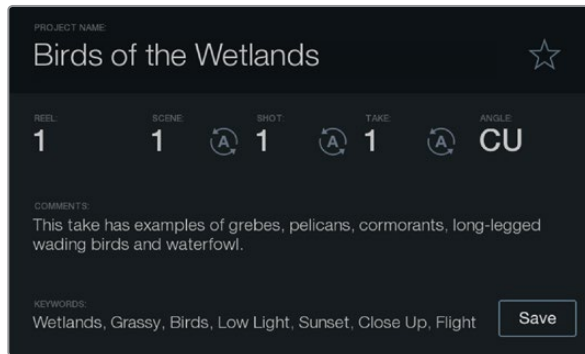 PROJECT NAME:
Birds of the Wetlands
REEL: SCENE: SHOT: TAKE: ANGLE:
1 1 A 1 A 1 A CU
COMMENTS:
This take has examples of grebes, pelicans, cormorants, long-legged
wading birds and waterfowl.
KEYWORDS:
Wetlands, Grassy, Birds, Low Light, Sunset, Close Up, Flight
Save